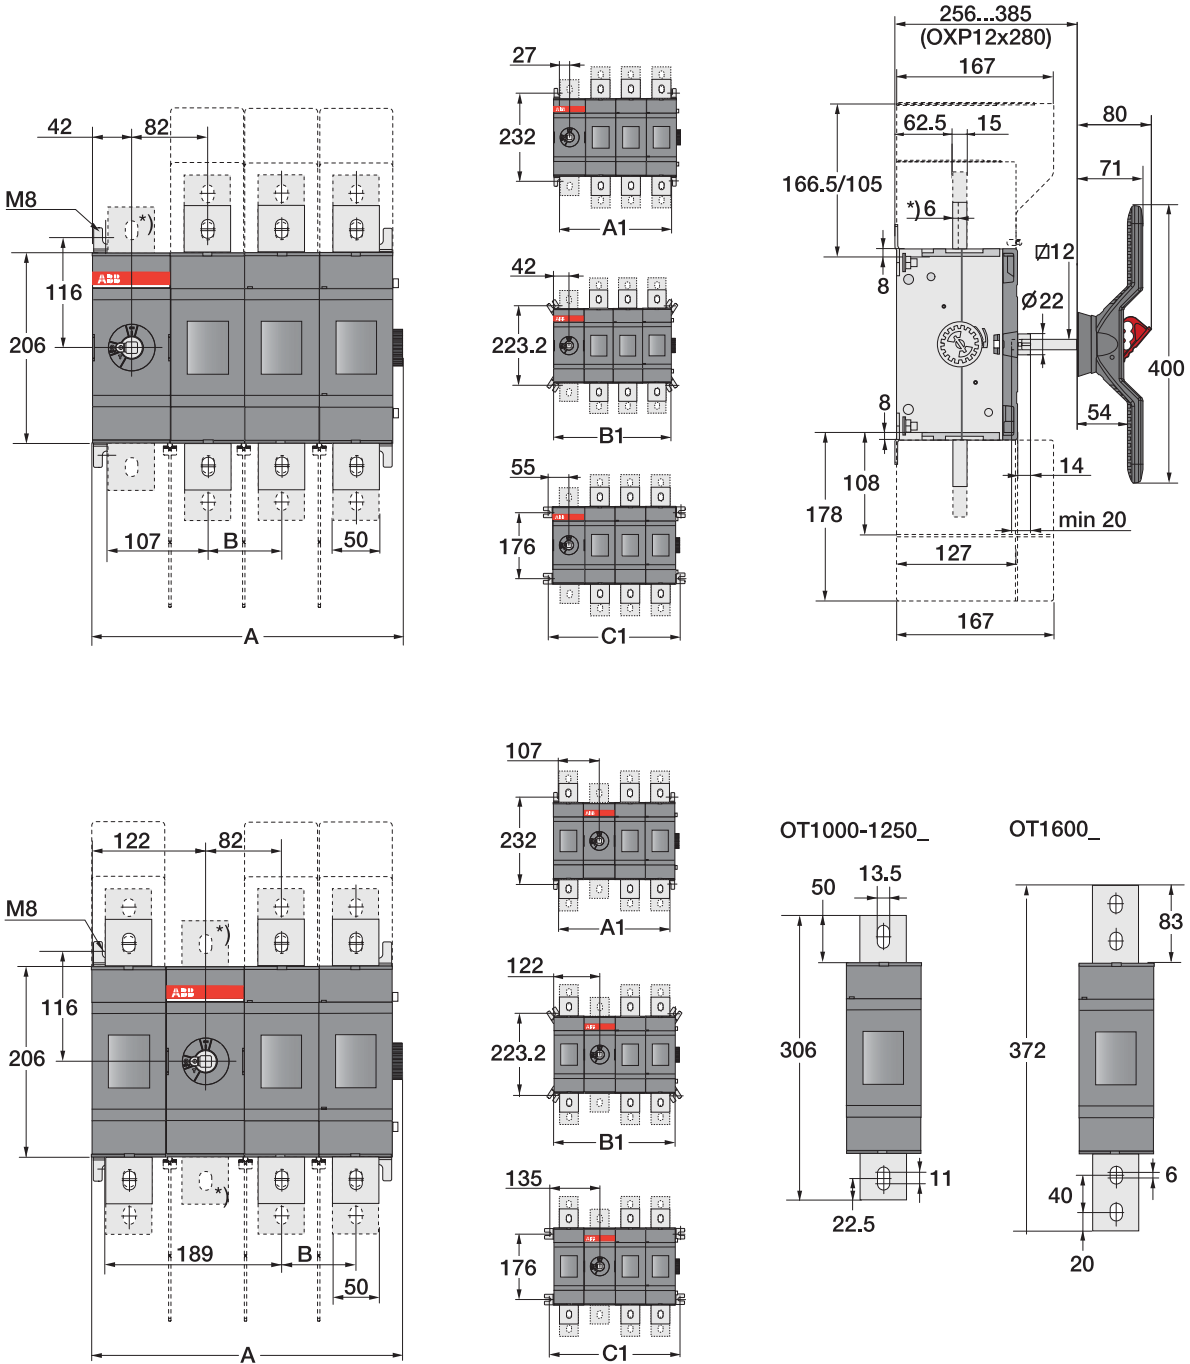 256...385
(OXP12x280)
167
27
42
82
232
62.5
15
80
166.5/105
71
M8
*)
*) 6
A1
ABB
42
8
□12
116
Ø22
206
223.2
400
B1
8
54
55
14
108
178
min 20
107
B
50
176
127
A
C1
167
107
122
82
232
OT1000-1250_
OT1600_
13.5
50
M8
*)
83
A1
ABB
122
116
206
223.2
306
372
B1
135
*)
11
6
40
22.5
189
B
50
176
20
A
C1